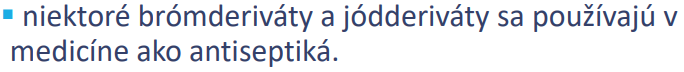 ▪ niektoré brómderiváty a jódderiváty sa používajú v
medicíne ako antiseptiká.